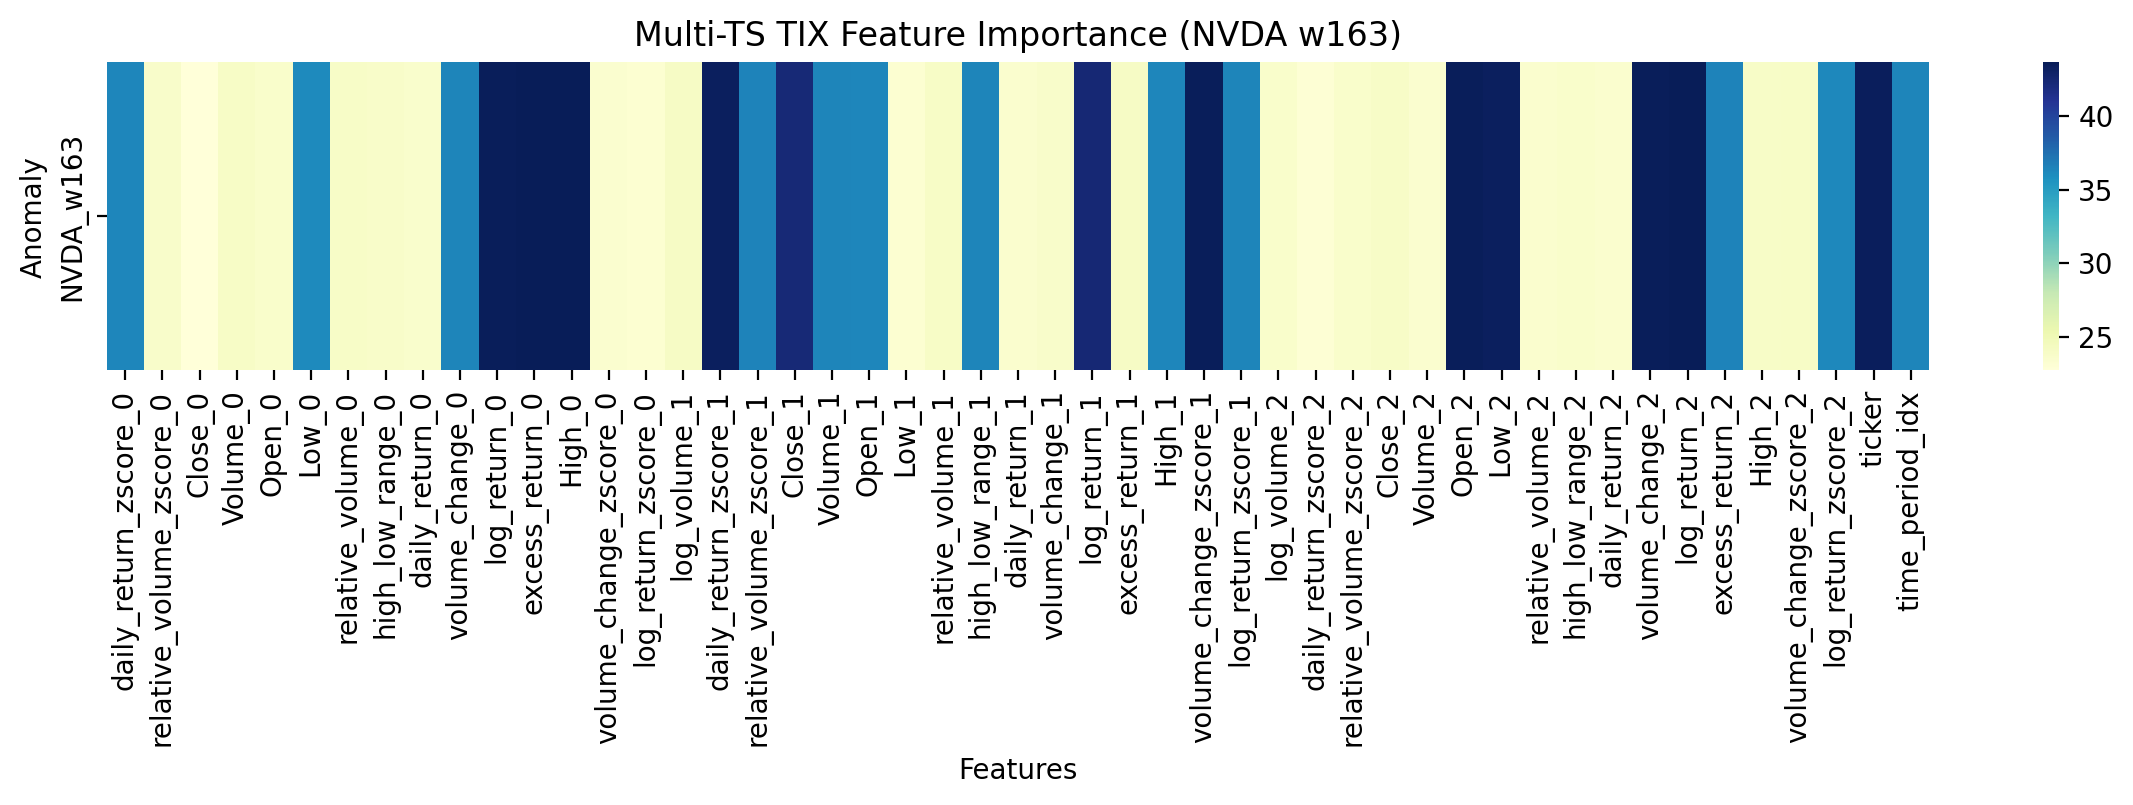 Multi-TS TIX Feature Importance (NVDA w163)
Anomaly
NVDA_w163
40
35
30
25
daily_return_zscore_0
relative_volume_zscore_0
Close_0
Volume_0
Open_0
Low_0
relative_volume_0
high_low_range_0
daily_return_0
volume_change_0
log_return_0
excess_return_0
High_0
volume_change_zscore_0
log_return_zscore_0
log_volume_1
daily_return_zscore_1
relative_volume_zscore_1
Close_1
Volume_1
Open_1
Low_1
relative_volume_1
high_low_range_1
daily_return_1
volume_change_1
log_return_1
excess_return_1
High_1
volume_change_zscore_1
log_return_zscore_1
log_volume_2
daily_return_zscore_2
relative_volume_zscore_2
Close_2
Volume_2
Open_2
Low_2
relative_volume_2
high_low_range_2
daily_return_2
volume_change_2
log_return_2
excess_return_2
High_2
volume_change_zscore_2
log_return_zscore_2
ticker
time_period_idx
Features